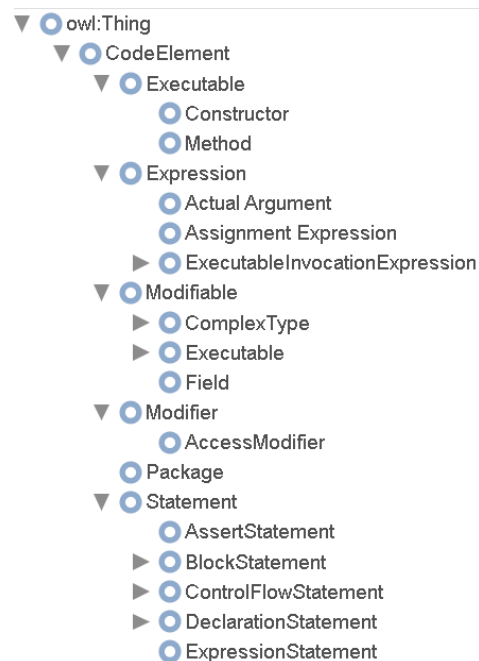 owl:Thing
CodeElement
Executable
Constructor
Method
Expression
Actual Argument
Assignment Expression
ExecutableInvocationExpression
Modifiable
ComplexType
Executable
Field
Modifier
AccessModifier
Package
Statement
AssertStatement
BlockStatement
ControlFlowStatement
DeclarationStatement
ExpressionStatement